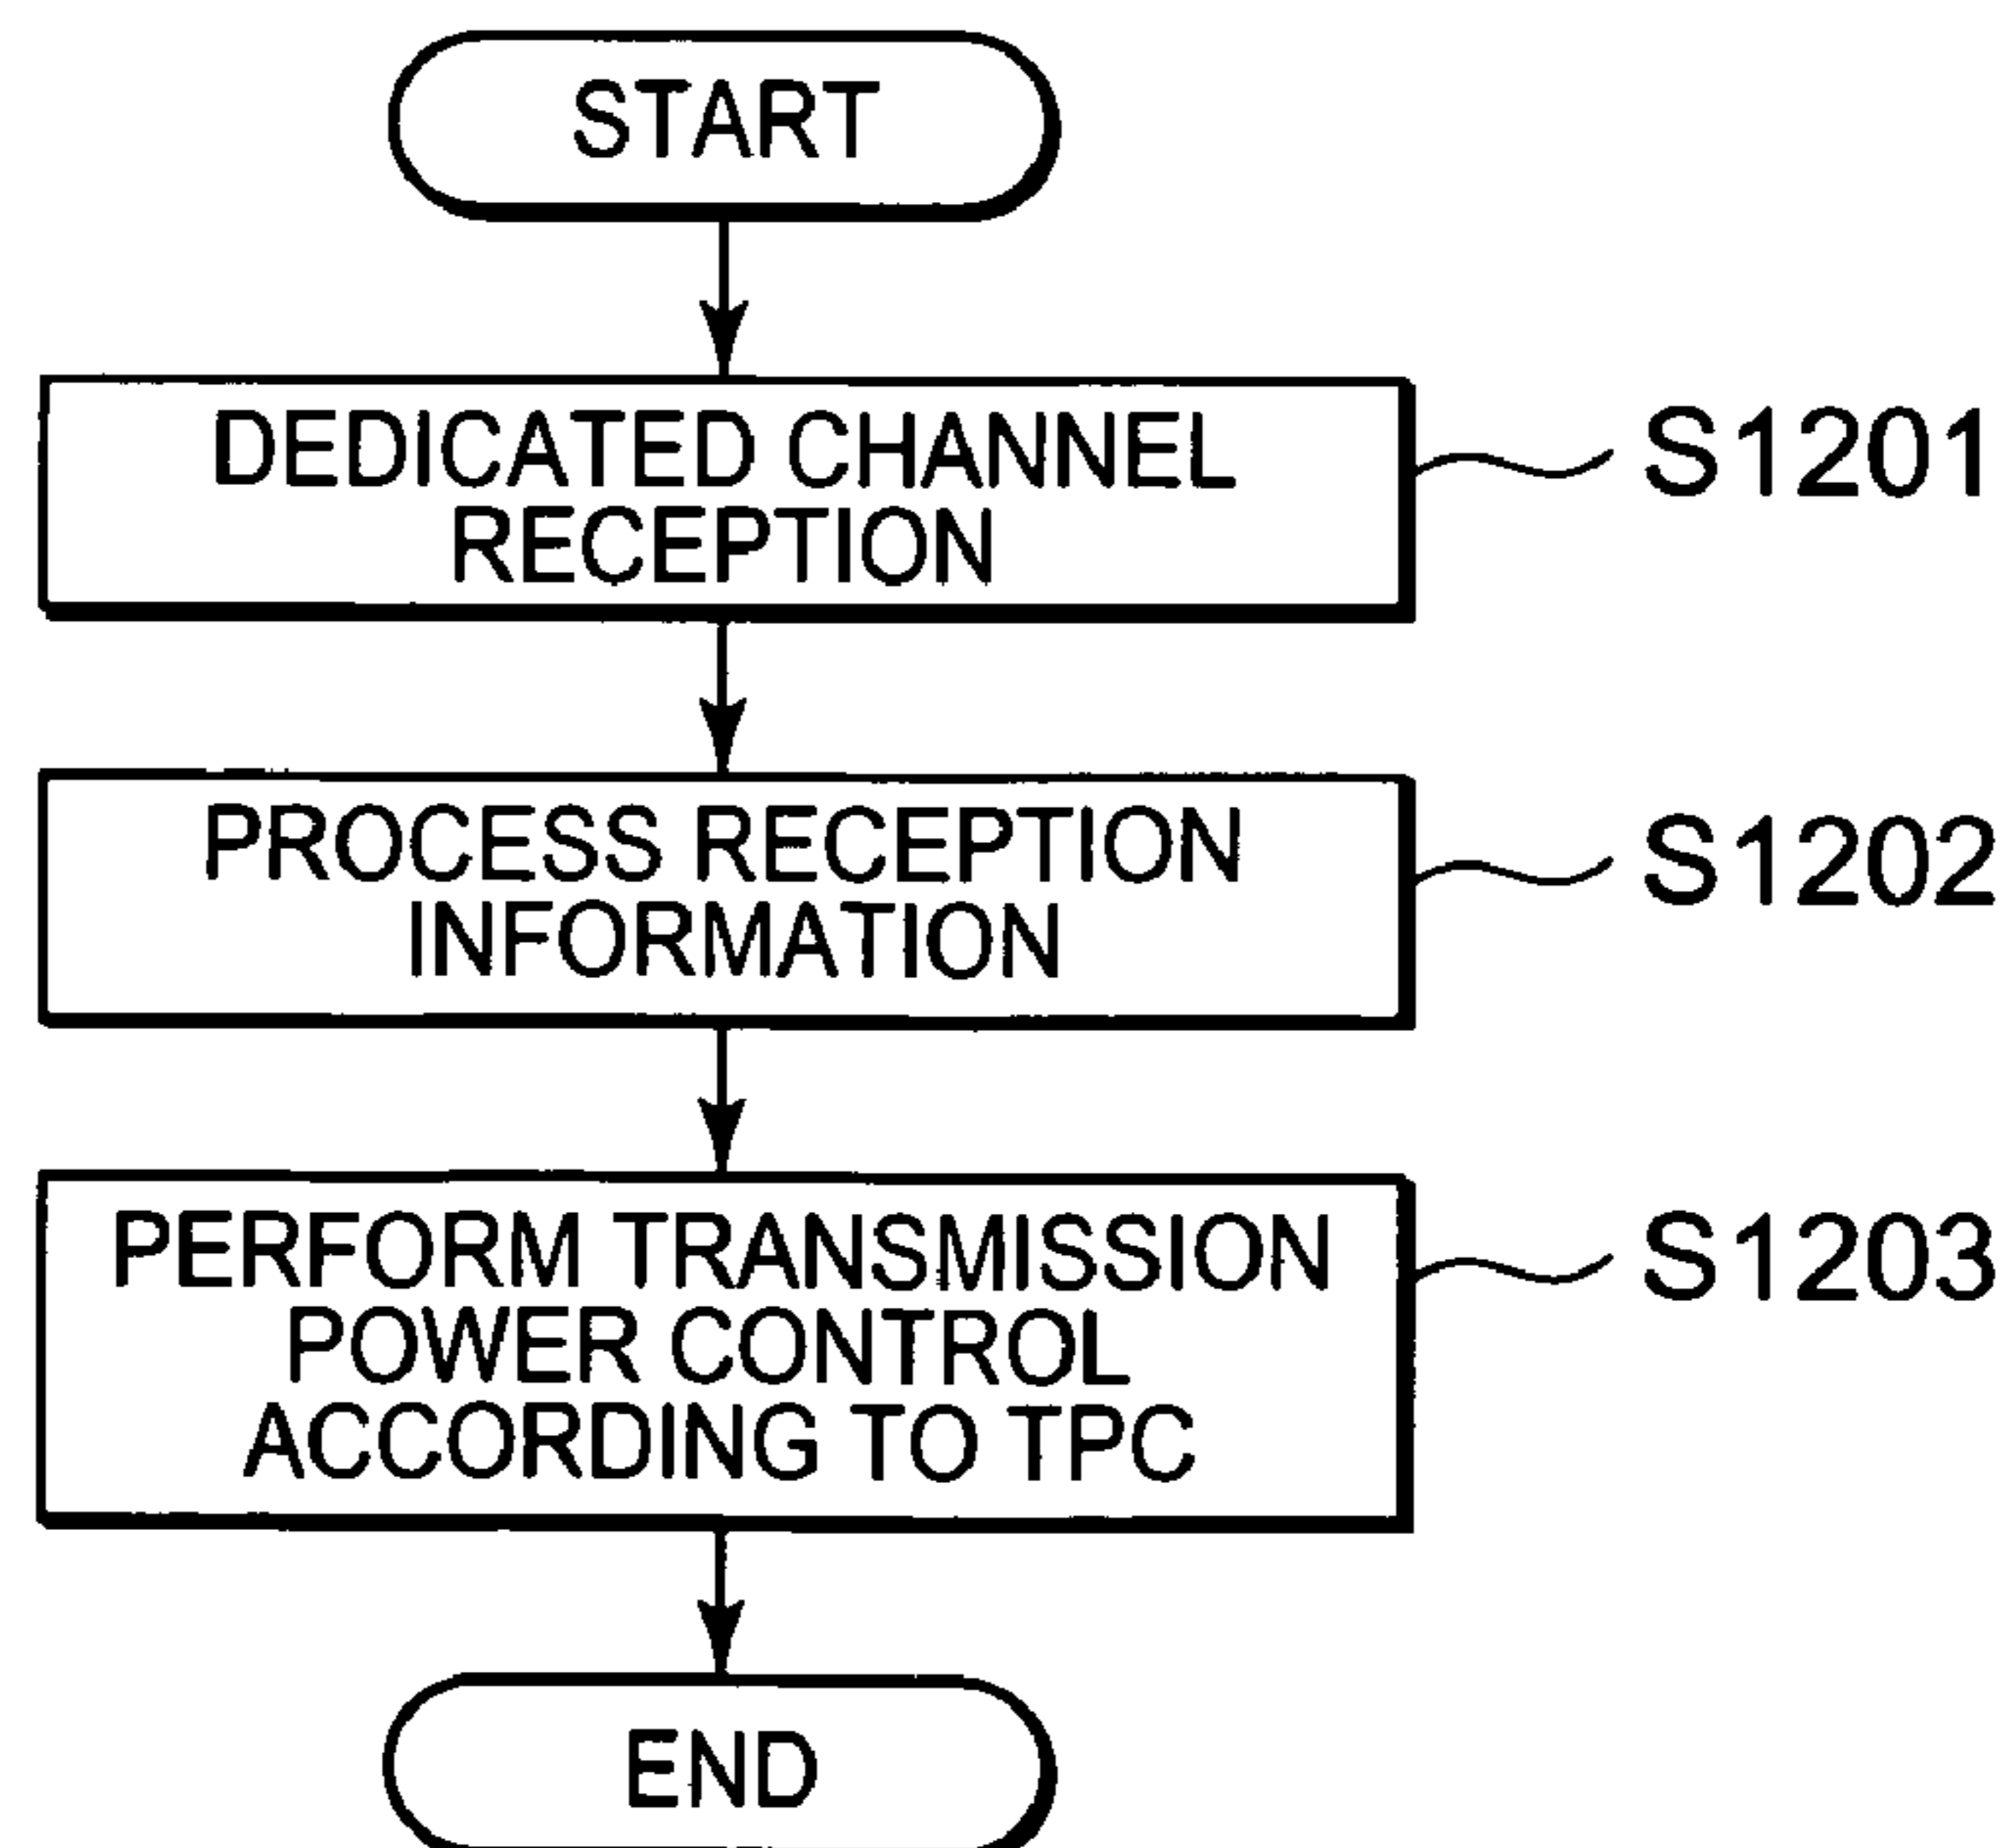 START
DEDICATED CHANNEL
RECEPTION
S1201
PROCESS RECEPTION
INFORMATION
S1202
PERFORM TRANSMISSION
POWER CONTROL
ACCORDING TO TPC
S1203
END